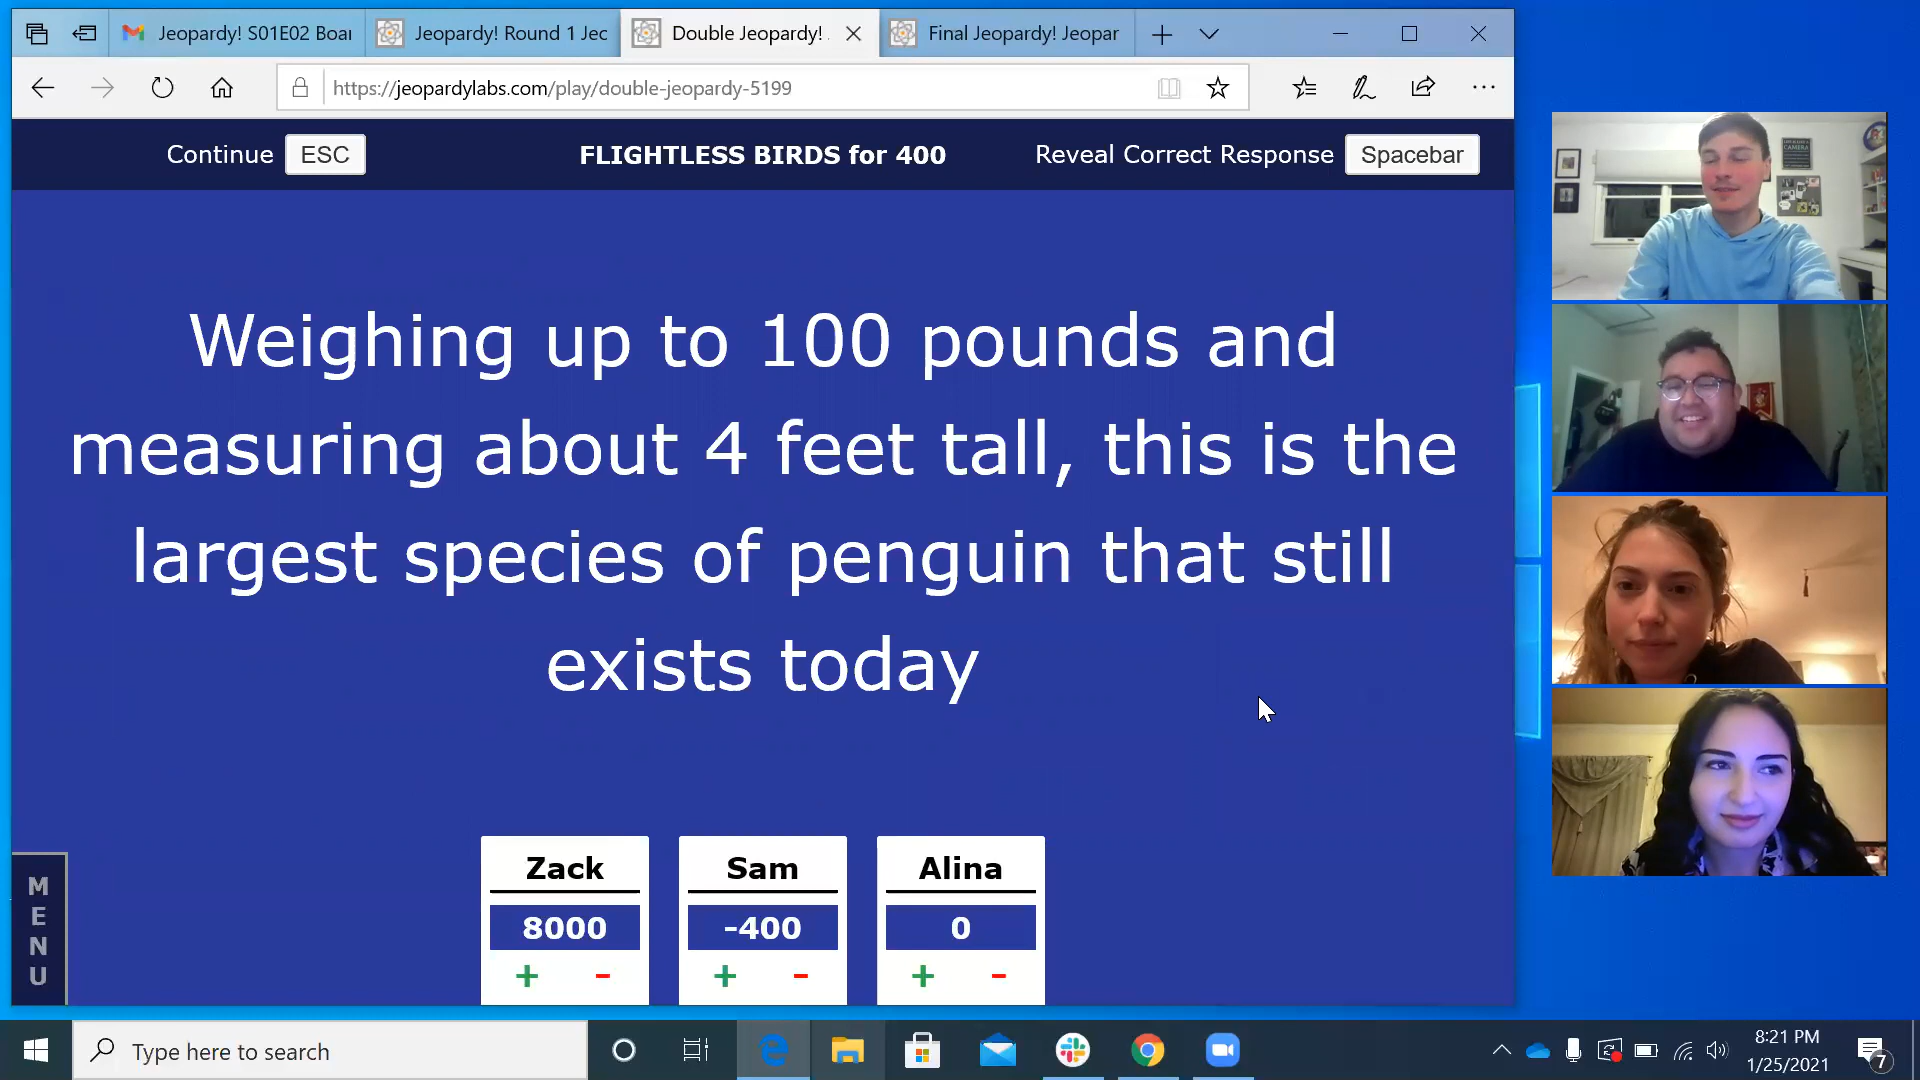 Jeopardy! S01E02 Boar
Jeopardy! Round 1 Jec
Double Jeopardy!
Final Jeopardy! Jeopar
https://jeopardylabs.com/play/double-jeopardy-5199
Continue ESC FLIGHTLESS BIRDS for 400 Reveal Correct Response Spacebar
Weighing up to 100 pounds and
measuring about 4 feet tall, this is the
largest species of penguin that still
exists today
MENU
Zack Sam Alina
8000 -400 0
+ - + - + -
Type here to search
8:21 PM
1/25/2021
7